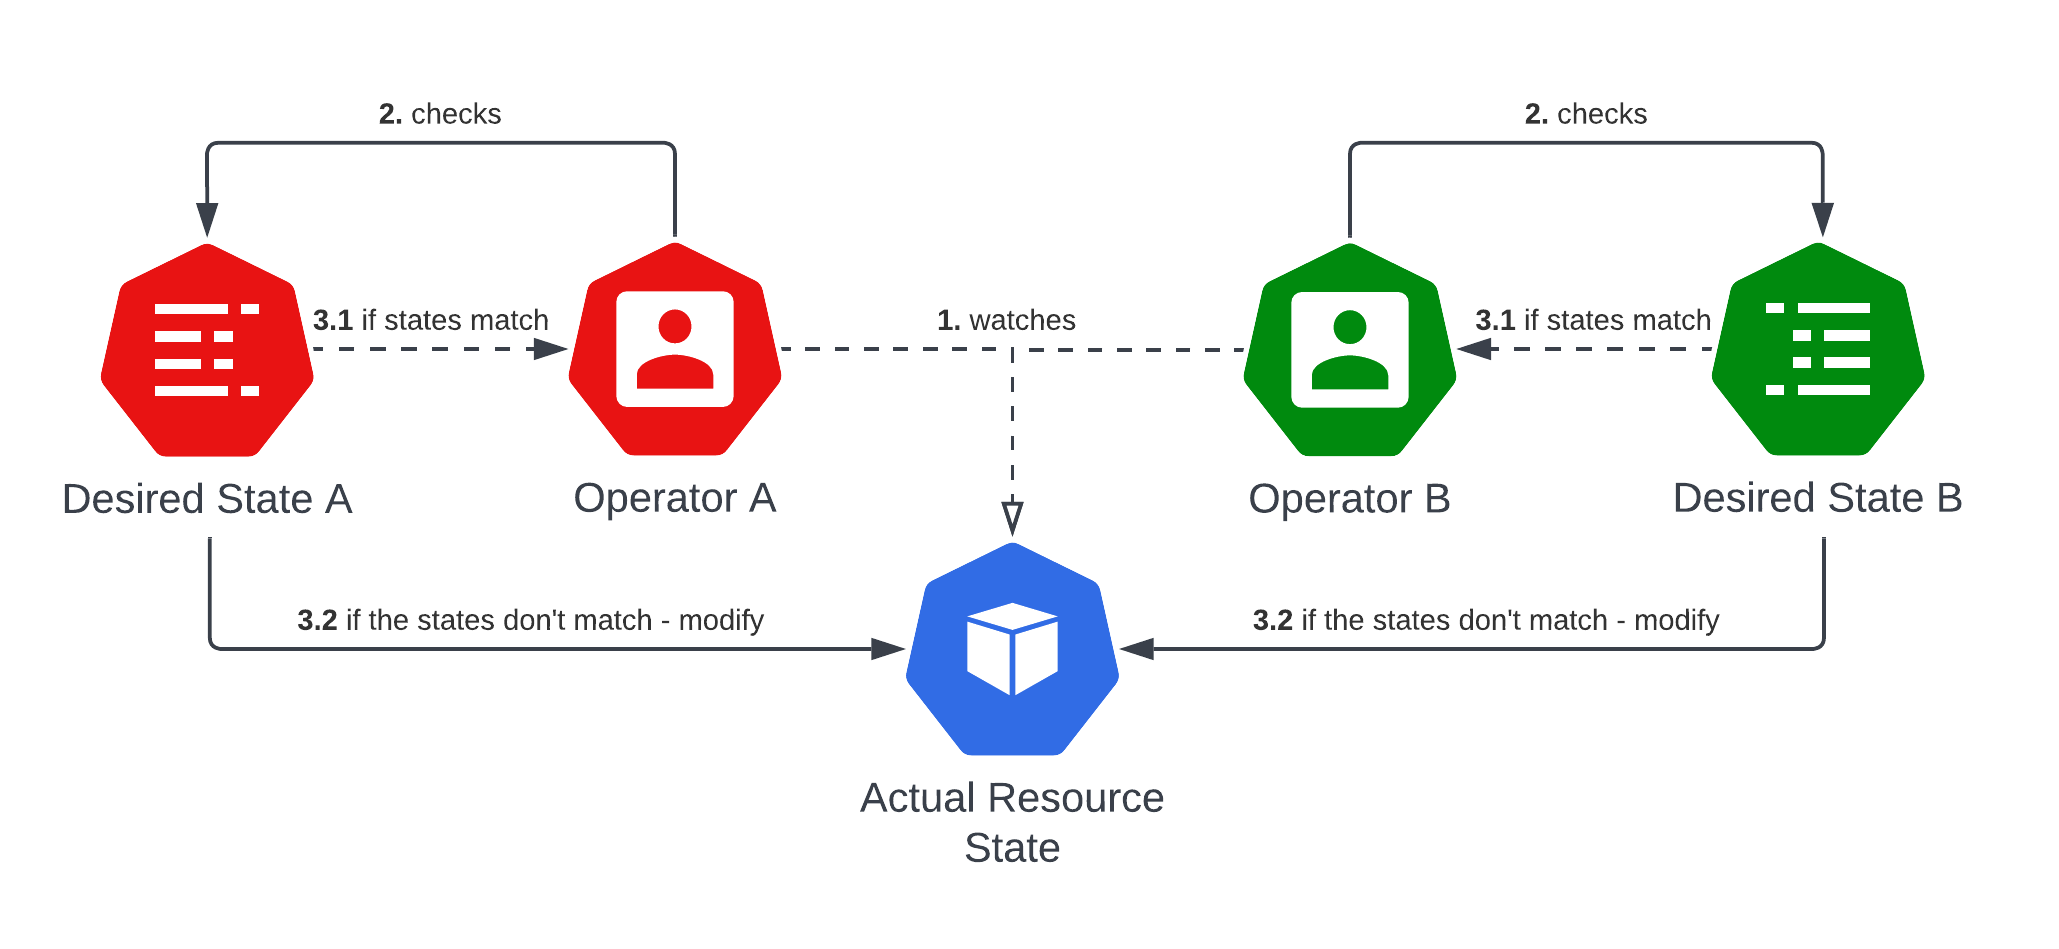 2. checks
2. checks
3.1 if states match
1. watches
3.1 if states match
Desired State A
Operator A
Operator B
Desired State B
3.2 if the states don't match - modify
3.2 if the states don't match - modify
Actual Resource
State